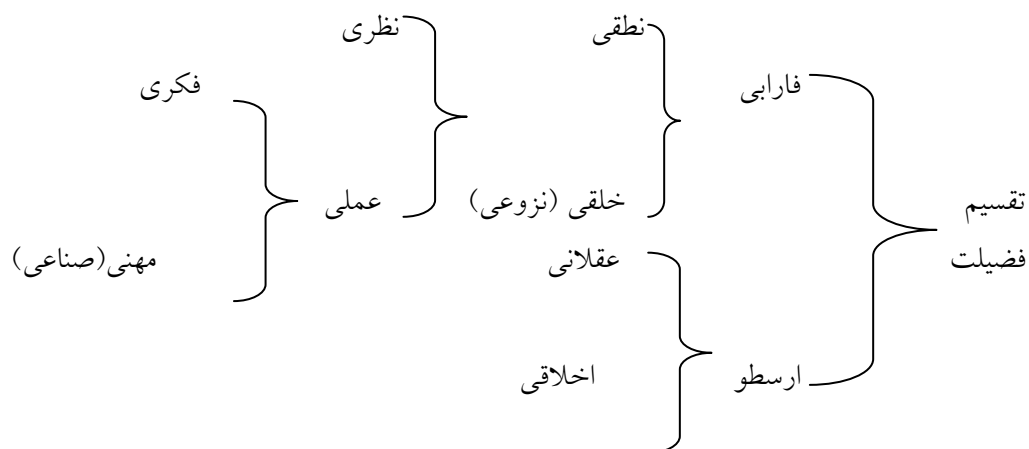 تقسیم
فضیلت
فارابی
نطقی
نظری
عملی
فکری
مهنی(صناعی)
خلقی (نزوعی)
ارسطو
عقلانی
اخلاقی